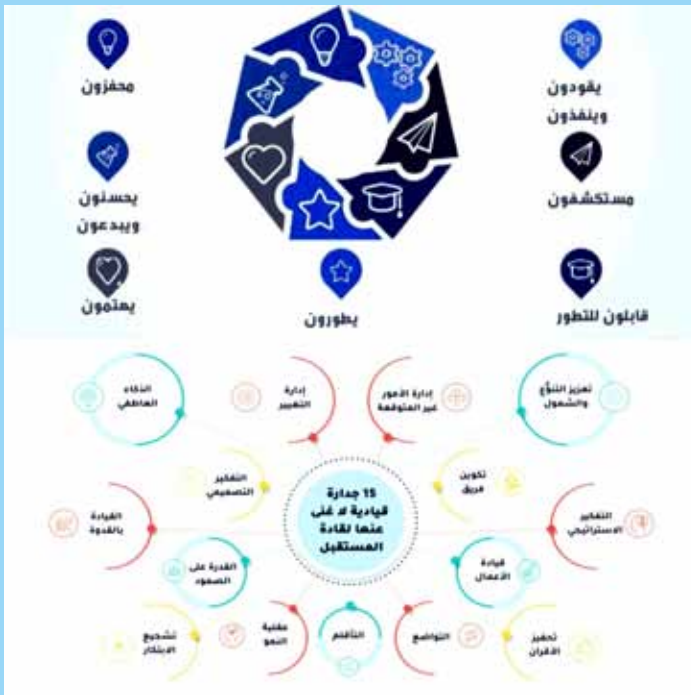 يقودون
وينفذون
محفزون
مستكشفون
يحسنون
ويبدعون
قابلون للتطور
يطورون
يهتمون
تعزيز التنوُّع
والشمول
إدارة الأمور
غير المتوقعة
إدارة
التغيير
الذكاء
العاطفي
تكوين
فريق
التفكير
التصميمي
15 جدارة
قيادية لا غنى
عنها لقادة
المستقبل
التفكير
الاستراتيجي
القيادة
بالقدوة
قيادة
الأعمال
القدرة على
الصمود
تحفيز
الأقران
التواضع
التأقلم
عقلية
النمو
تشجيع
الابتكار